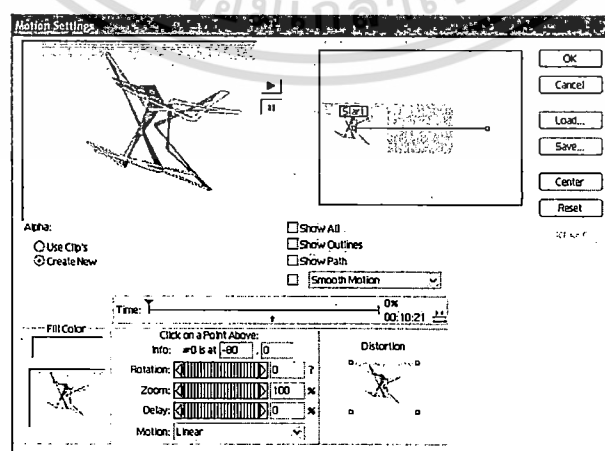 Motion Settings
OK
Cancel
Load...
Save...
Center
Reset
Start
Alpha:
Use Clip's
Create New
Show All
Show Outlines
Show Path
Smooth Motion
Time:
0%
00:10:21
Fill Color
Click on a Point Above:
Info: #0 is at -80 , 0
Rotation: 0 ?
Zoom: 100 %
Delay: 0 %
Motion: Linear
Distortion